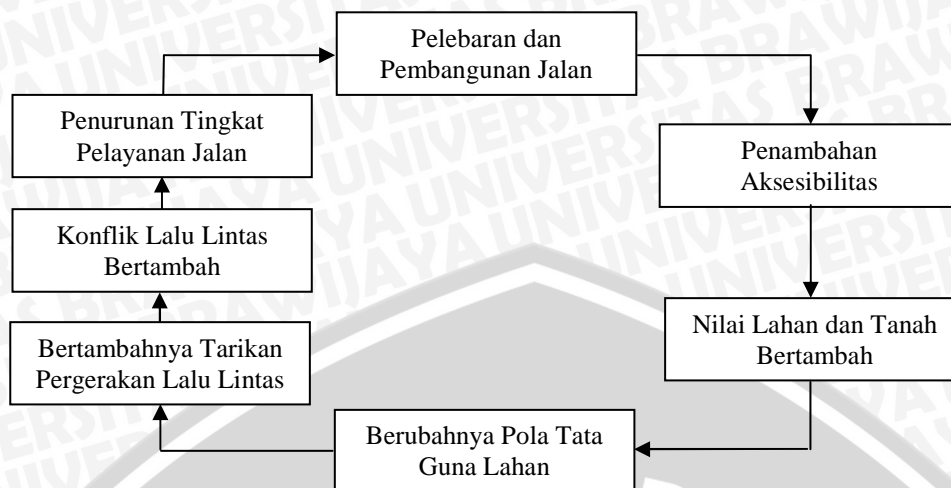 Pelebaran dan
Pembangunan Jalan
Penambahan
Aksesibilitas
Nilai Lahan dan Tanah
Bertambah
Berubahnya Pola Tata
Guna Lahan
Bertambahnya Tarikan
Pergerakan Lalu Lintas
Konflik Lalu Lintas
Bertambah
Penurunan Tingkat
Pelayanan Jalan